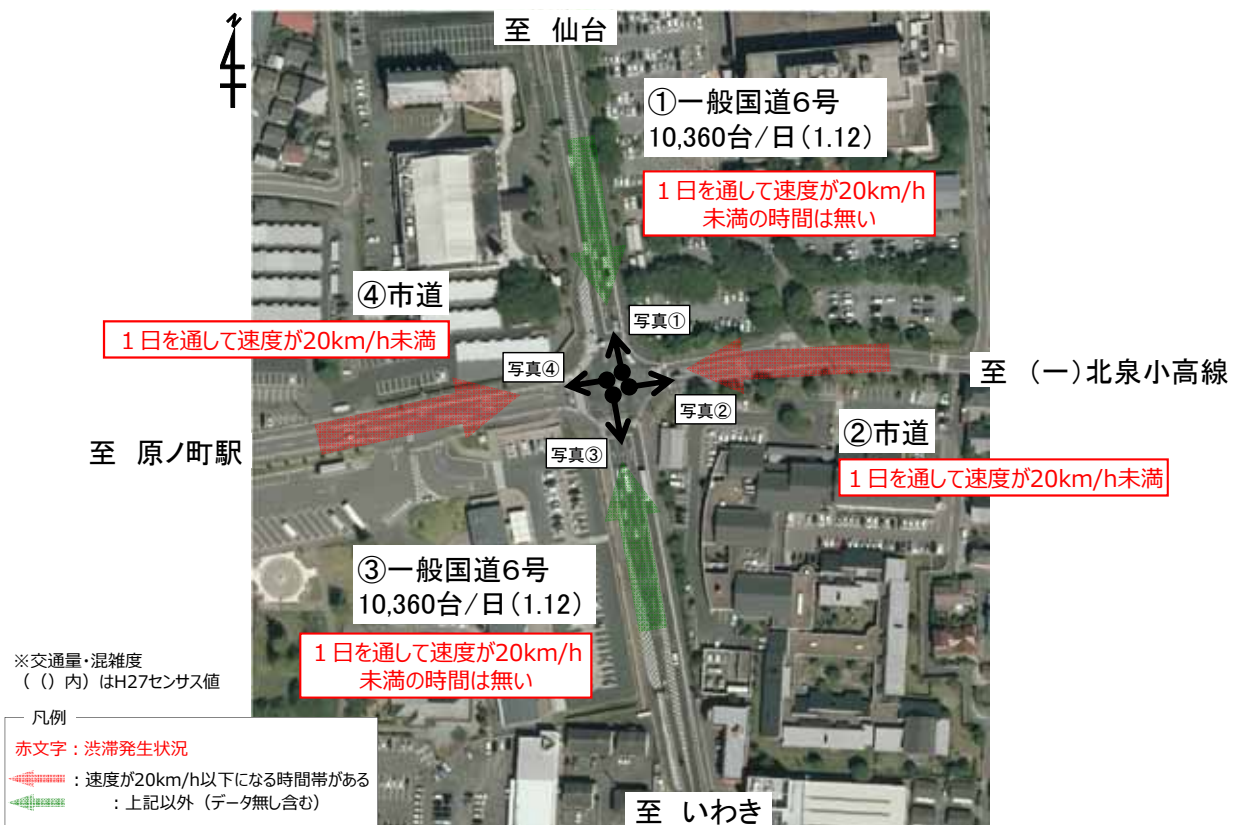 至 仙台
①一般国道6号
10,360台/日(1.12)
1日を通して速度が20km/h
未満の時間は無い
④市道
1日を通して速度が20km/h未満
写真①
写真④
写真②
写真③
至 (一)北泉小高線
至 原ノ町駅
②市道
1日を通して速度が20km/h未満
③一般国道6号
10,360台/日(1.12)
1日を通して速度が20km/h
未満の時間は無い
※交通量・混雑度
(()内)はH27センサス値
凡例
赤文字:渋滞発生状況
:速度が20km/h以下になる時間帯がある
:上記以外(データ無し含む)
至 いわき